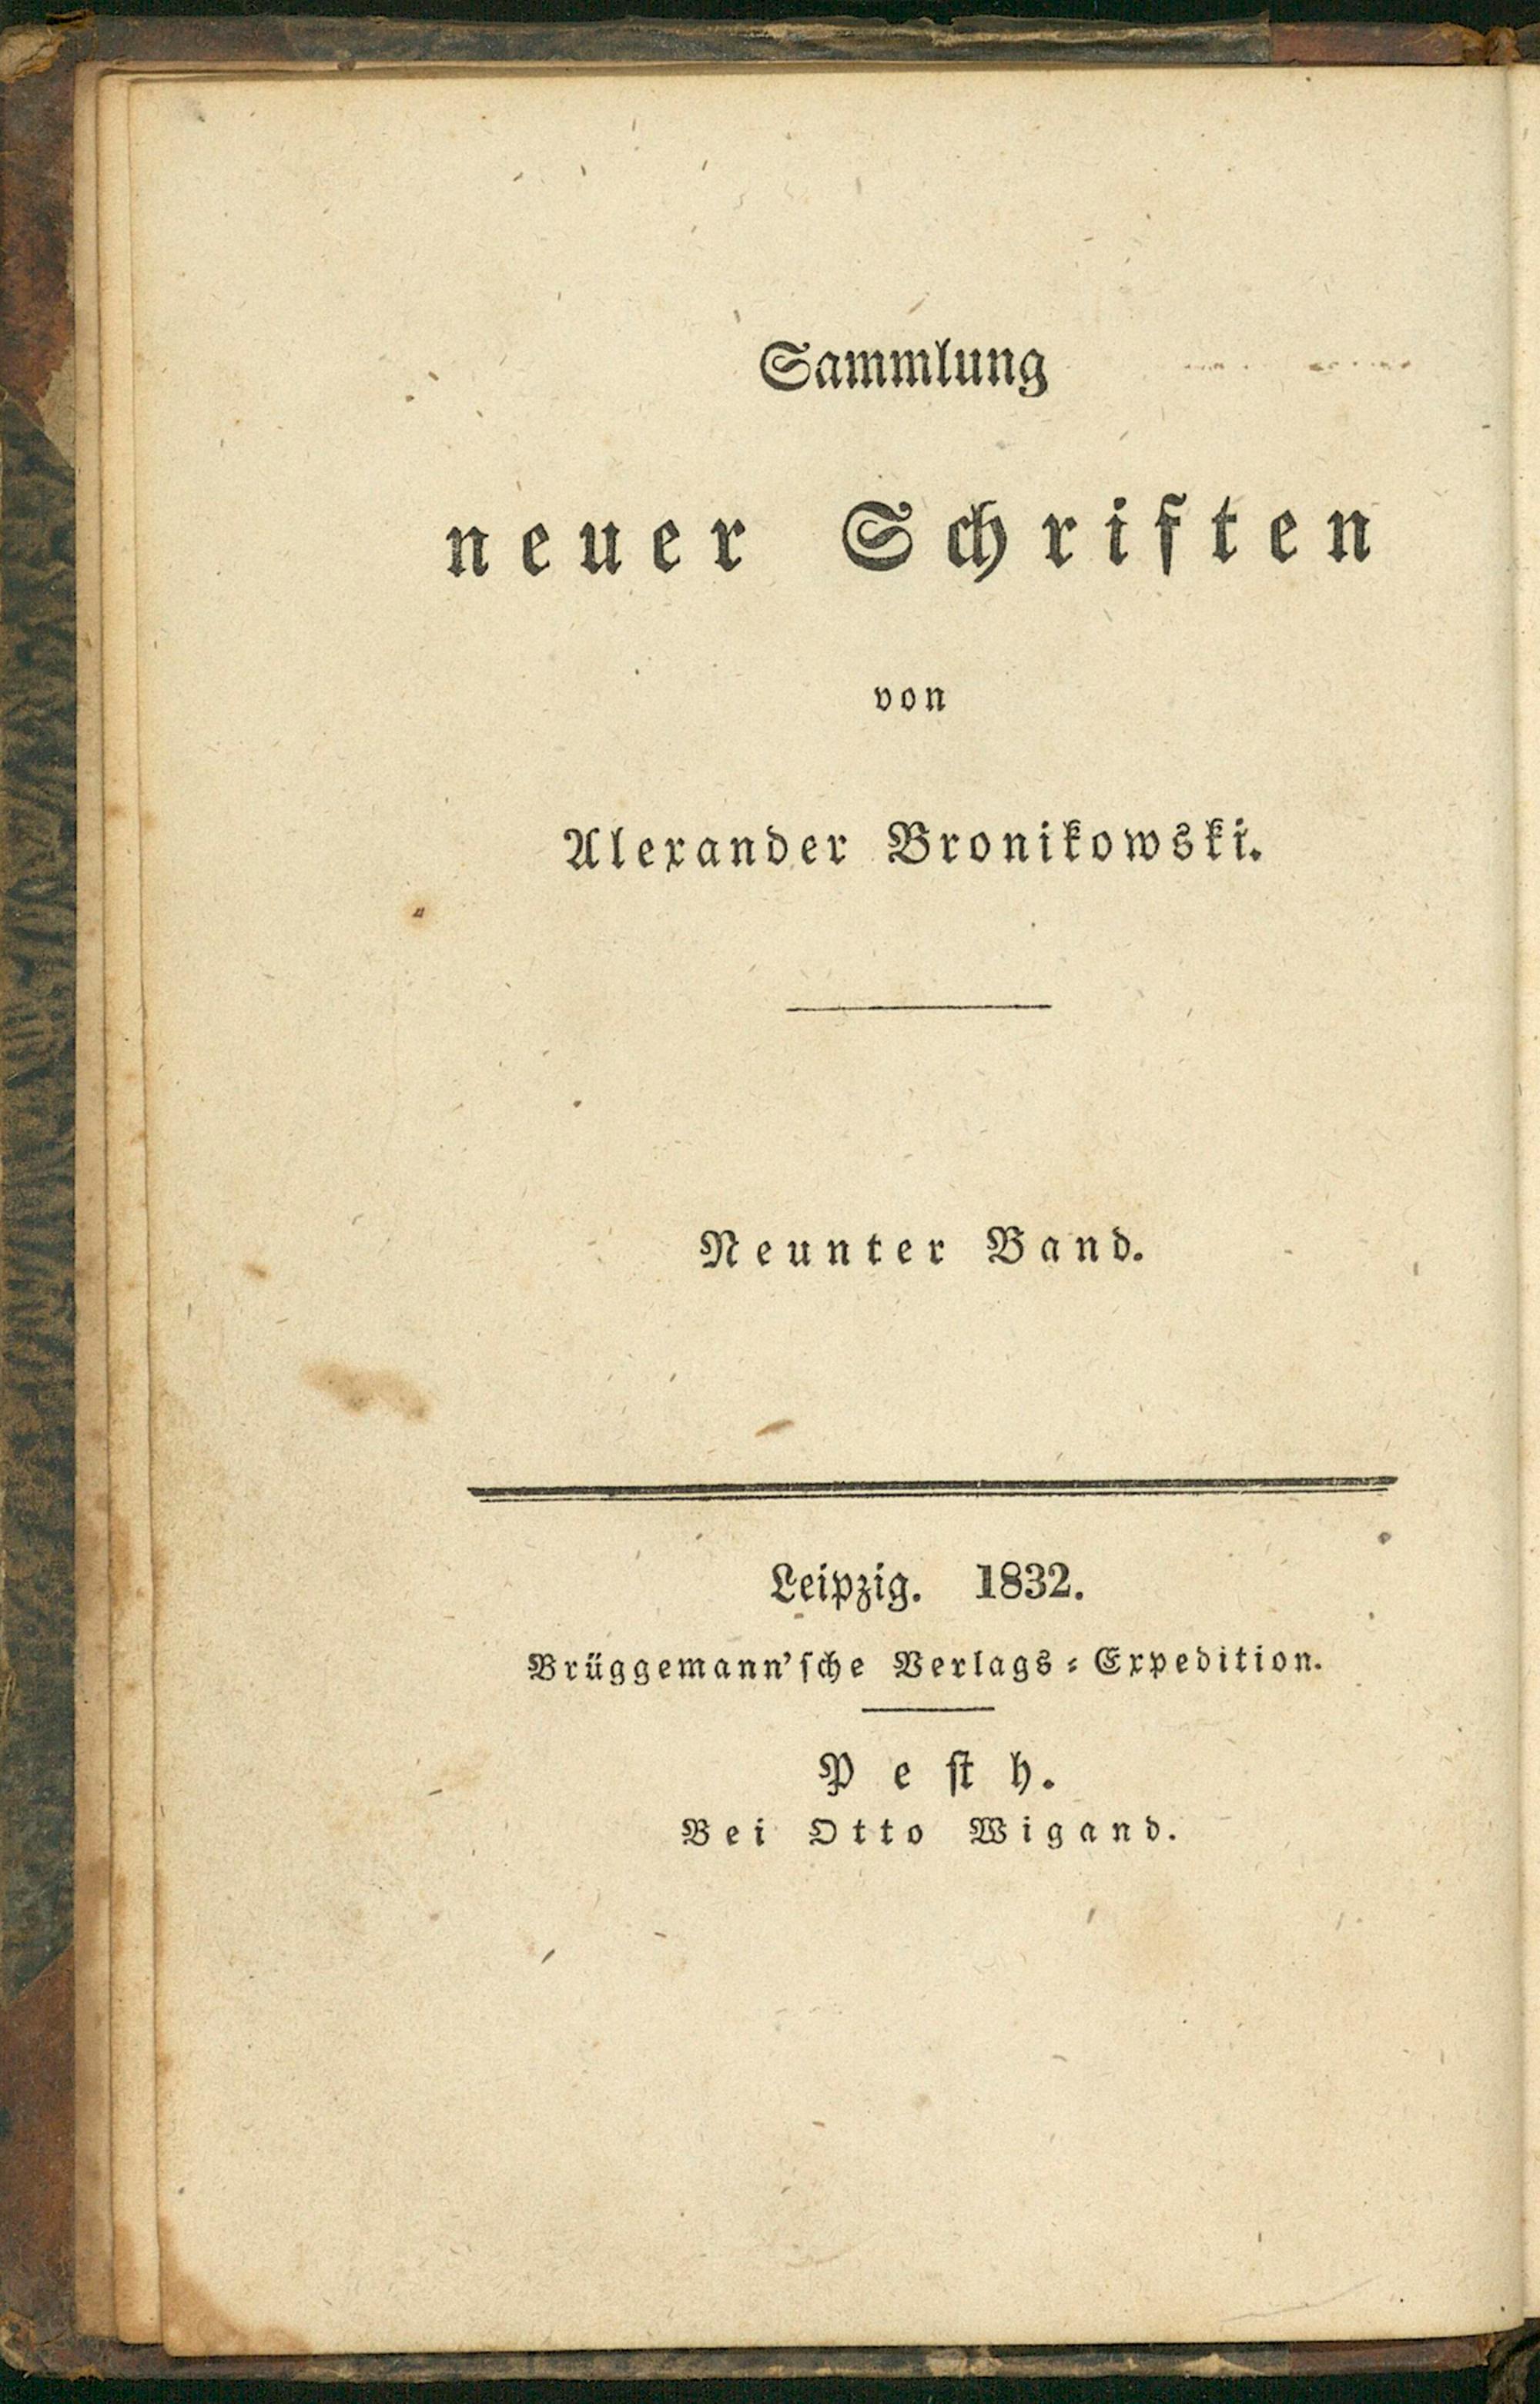 Sammlung
neuer Schriften
von
Alexander Bronikowski.
Neunter Band.
Leipzig. 1832.
Brüggemann'sche Verlags-Expedition.
Pesth.
Bei Otto Wigand.